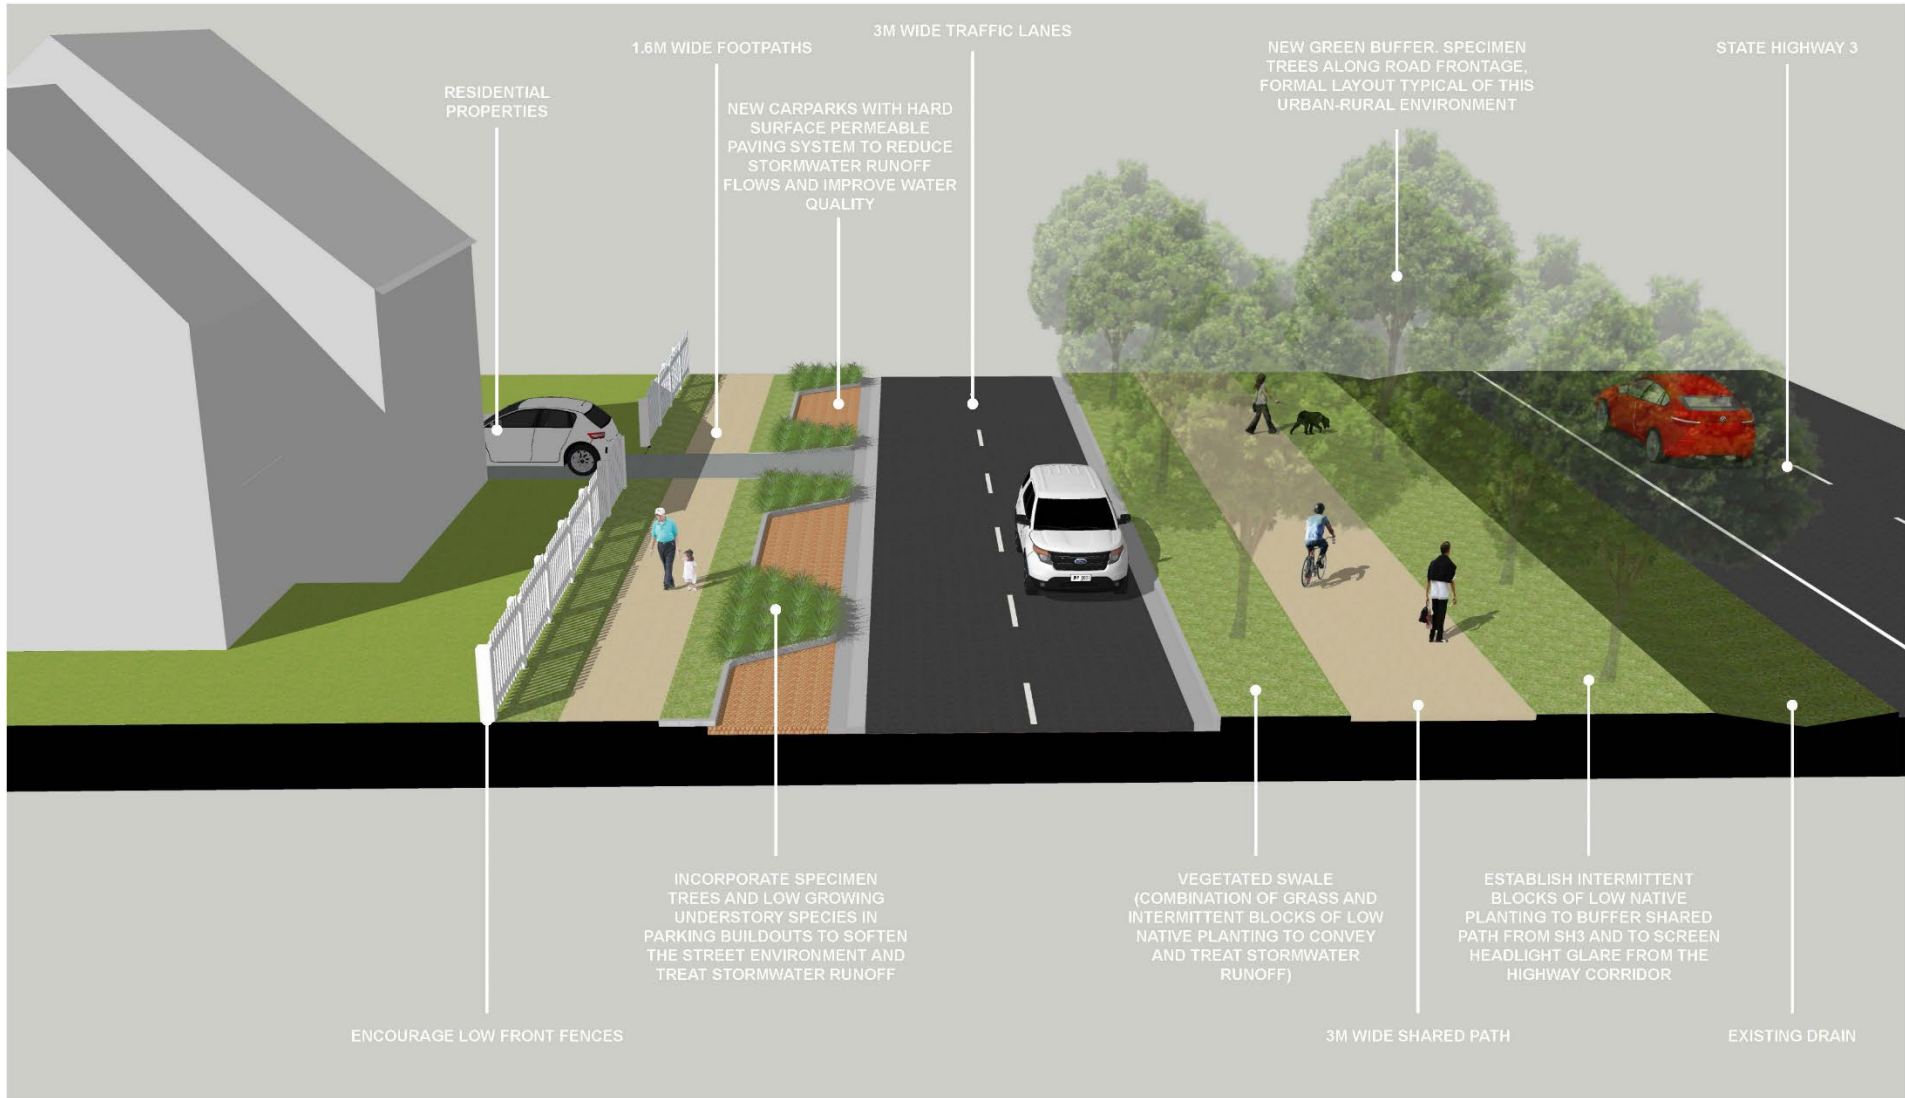 3M WIDE TRAFFIC LANES
1.6M WIDE FOOTPATHS
NEW GREEN BUFFER. SPECIMEN
TREES ALONG ROAD FRONTAGE,
FORMAL LAYOUT TYPICAL OF THIS
URBAN-RURAL ENVIRONMENT
STATE HIGHWAY 3
RESIDENTIAL
PROPERTIES
NEW CARPARKS WITH HARD
SURFACE PERMEABLE
PAVING SYSTEM TO REDUCE
STORMWATER RUNOFF
FLOWS AND IMPROVE WATER
QUALITY
INCORPORATE SPECIMEN
TREES AND LOW GROWING
UNDERSTORY SPECIES IN
PARKING BUILDOUTS TO SOFTEN
THE STREET ENVIRONMENT AND
TREAT STORMWATER RUNOFF
VEGETATED SWALE
(COMBINATION OF GRASS AND
INTERMITTENT BLOCKS OF LOW
NATIVE PLANTING TO CONVEY
AND TREAT STORMWATER
RUNOFF)
ESTABLISH INTERMITTENT
BLOCKS OF LOW NATIVE
PLANTING TO BUFFER SHARED
PATH FROM SH3 AND TO SCREEN
HEADLIGHT GLARE FROM THE
HIGHWAY CORRIDOR
ENCOURAGE LOW FRONT FENCES
3M WIDE SHARED PATH
EXISTING DRAIN